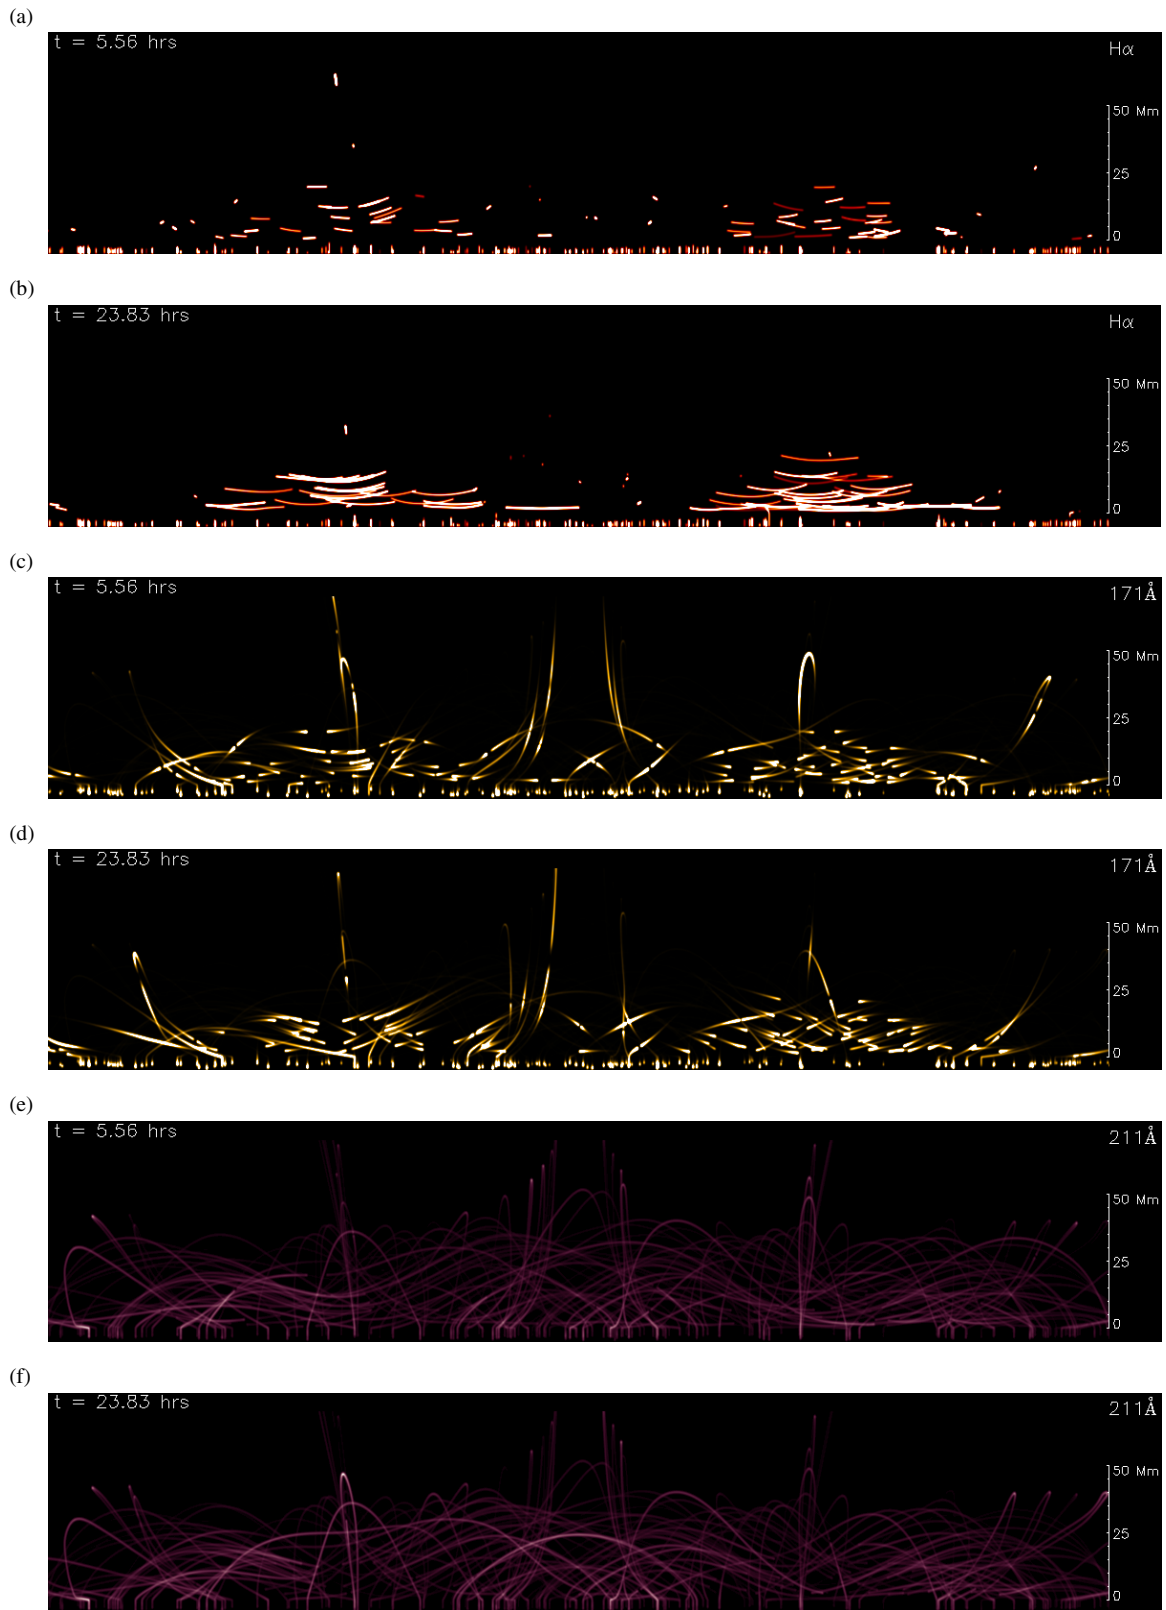 (a)
t = 5.56 hrs
Hα
50 Mm
25
0
(b)
t = 23.83 hrs
Hα
50 Mm
25
0
(c)
t = 5.56 hrs
171Å
50 Mm
25
0
(d)
t = 23.83 hrs
171Å
50 Mm
25
0
(e)
t = 5.56 hrs
211Å
50 Mm
25
0
(f)
t = 23.83 hrs
211Å
50 Mm
25
0